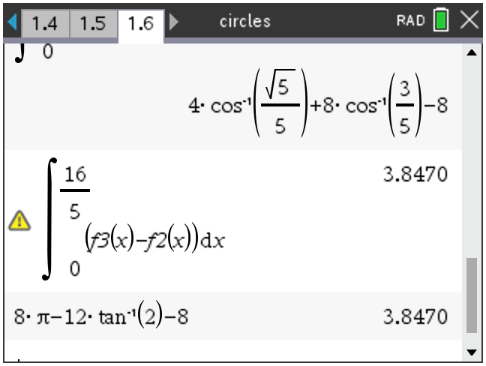 1.4 1.5 1.6 circles RAD
∫ 0
4· cos⁻¹(√5/5)+8· cos⁻¹(3/5)−8
∫ 16/5 3.8470
(f3(x)−f2(x))dx
0
8· π−12· tan⁻¹(2)−8 3.8470